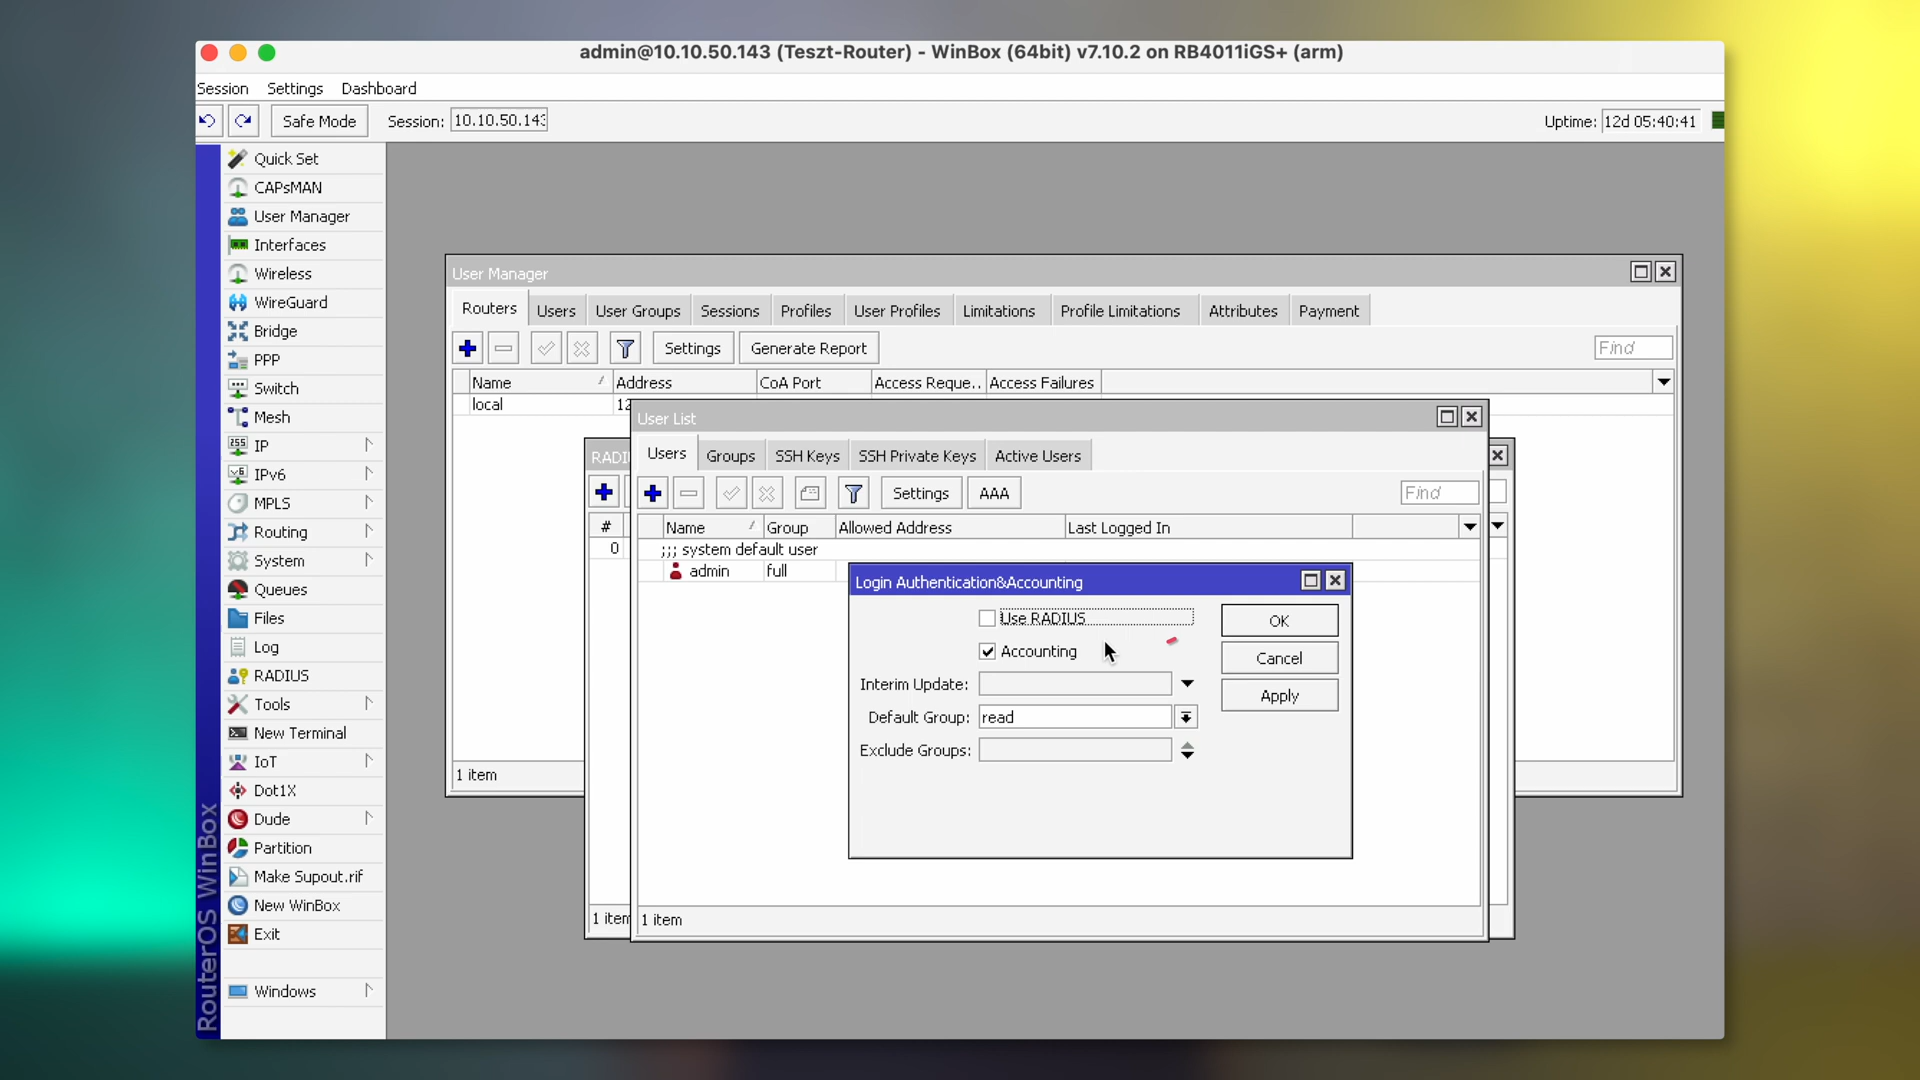 admin@10.10.50.143 (Teszt-Router) - WinBox (64bit) v7.10.2 on RB4011iGS+ (arm)
Session Settings Dashboard
Safe Mode Session: 10.10.50.143 Uptime: 12d 05:40:41
Quick Set
CAPsMAN
User Manager
Interfaces
Wireless
WireGuard
Bridge
PPP
Switch
Mesh
IP
IPv6
MPLS
Routing
System
Queues
Files
Log
RADIUS
Tools
New Terminal
IoT
Dot1X
Dude
Partition
Make Supout.rif
New WinBox
Exit
Windows
RouterOS WinBox
User Manager
Routers Users User Groups Sessions Profiles User Profiles Limitations Profile Limitations Attributes Payment
Settings Generate Report Find
Name Address CoA Port Access Reque.. Access Failures
local 12
1 item
RADIU
#
0
1 item
User List
Users Groups SSH Keys SSH Private Keys Active Users
Settings AAA Find
Name Group Allowed Address Last Logged In
;;; system default user
admin full
1 item
Login Authentication&Accounting
Use RADIUS
Accounting
Interim Update:
Default Group: read
Exclude Groups:
OK
Cancel
Apply